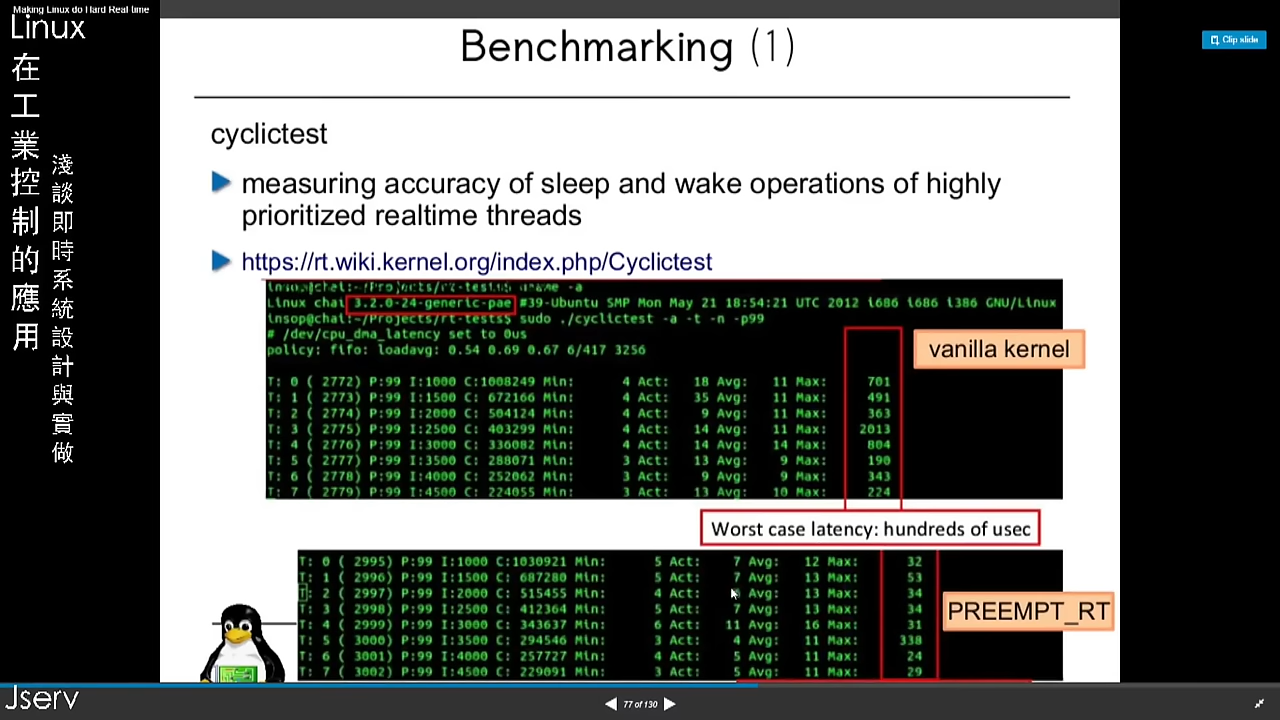 Making Linux do Hard Real time
Linux
在工業控制的應用
淺談即時系統設計與實做
Clip slide
Benchmarking (1)
cyclictest
measuring accuracy of sleep and wake operations of highly
prioritized realtime threads
https://rt.wiki.kernel.org/index.php/Cyclictest
insop@chal:~/Projects/rt-tests$ uname -a
Linux chal 3.2.0-24-generic-pae #39-Ubuntu SMP Mon May 21 18:54:21 UTC 2012 i686 i686 i386 GNU/Linux
insop@chal:~/Projects/rt-tests$ sudo ./cyclictest -a -t -n -p99
# /dev/cpu_dma_latency set to 0us
policy: fifo: loadavg: 0.54 0.69 0.67 6/417 3256
vanilla kernel
T: 0 ( 2772) P:99 I:1000 C:1008249 Min: 4 Act: 18 Avg: 11 Max: 701
T: 1 ( 2773) P:99 I:1500 C: 672166 Min: 4 Act: 35 Avg: 11 Max: 491
T: 2 ( 2774) P:99 I:2000 C: 504124 Min: 4 Act: 9 Avg: 11 Max: 363
T: 3 ( 2775) P:99 I:2500 C: 403299 Min: 4 Act: 14 Avg: 11 Max: 2013
T: 4 ( 2776) P:99 I:3000 C: 336082 Min: 4 Act: 14 Avg: 14 Max: 804
T: 5 ( 2777) P:99 I:3500 C: 288071 Min: 3 Act: 13 Avg: 9 Max: 190
T: 6 ( 2778) P:99 I:4000 C: 252062 Min: 3 Act: 9 Avg: 9 Max: 343
T: 7 ( 2779) P:99 I:4500 C: 224055 Min: 3 Act: 13 Avg: 10 Max: 224
Worst case latency: hundreds of usec
T: 0 ( 2995) P:99 I:1000 C:1030921 Min: 5 Act: 7 Avg: 12 Max: 32
T: 1 ( 2996) P:99 I:1500 C: 687280 Min: 5 Act: 7 Avg: 13 Max: 53
T: 2 ( 2997) P:99 I:2000 C: 515455 Min: 4 Act: 8 Avg: 13 Max: 34
T: 3 ( 2998) P:99 I:2500 C: 412364 Min: 5 Act: 7 Avg: 13 Max: 34
T: 4 ( 2999) P:99 I:3000 C: 343637 Min: 6 Act: 11 Avg: 16 Max: 31
T: 5 ( 3000) P:99 I:3500 C: 294546 Min: 3 Act: 4 Avg: 11 Max: 338
T: 6 ( 3001) P:99 I:4000 C: 257727 Min: 4 Act: 5 Avg: 11 Max: 24
T: 7 ( 3002) P:99 I:4500 C: 229091 Min: 3 Act: 5 Avg: 11 Max: 29
PREEMPT_RT
Jserv
77 of 130